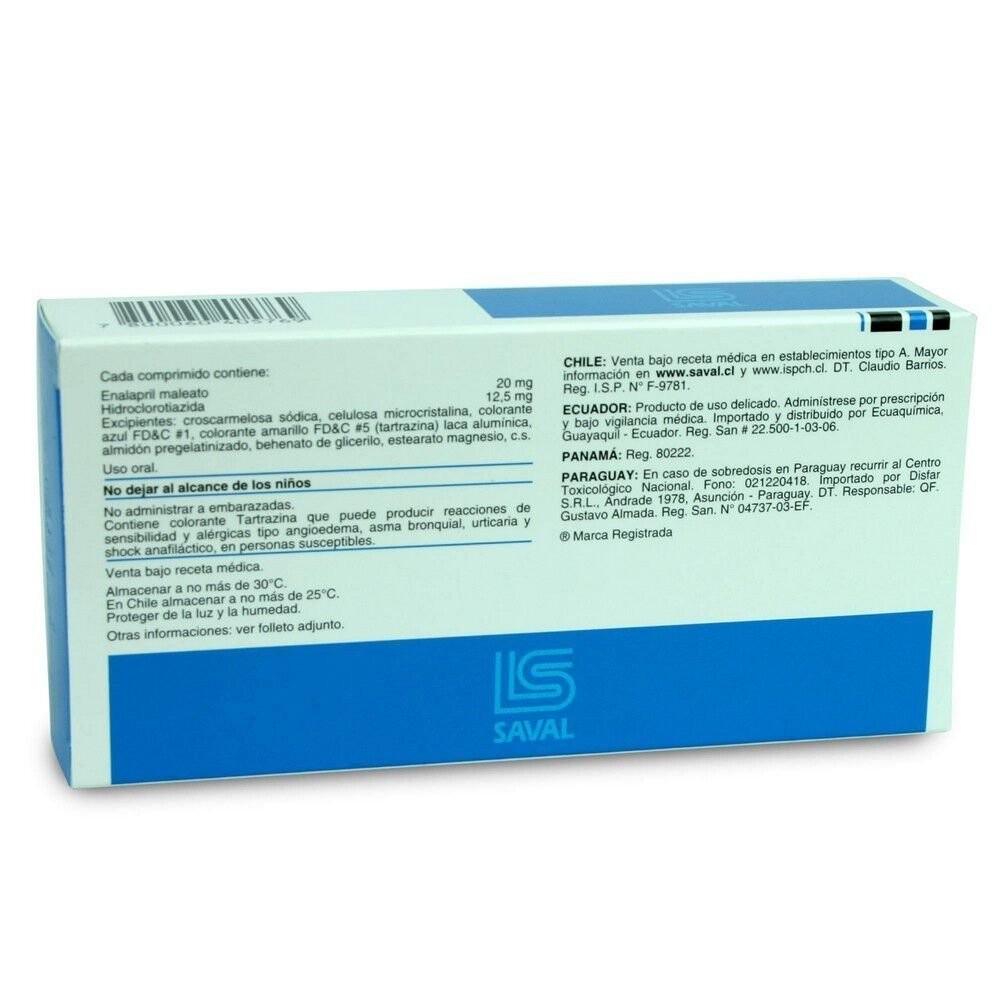 SAVAL
Cada comprimido contiene:
Enalapril maleato 20 mg
Hidroclorotiazida 12,5 mg
Excipientes: croscarmelosa sódica, celulosa microcristalina, colorante
azul FD&C #1, colorante amarillo FD&C #5 (tartrazina) laca alumínica,
almidón pregelatinizado, behenato de glicerilo, estearato magnesio, c.s.
Uso oral.
No dejar al alcance de los niños
No administrar a embarazadas.
Contiene colorante Tartrazina que puede producir reacciones de
sensibilidad y alérgicas tipo angioedema, asma bronquial, urticaria y
shock anafiláctico, en personas susceptibles.
Venta bajo receta médica.
Almacenar a no más de 30°C.
En Chile almacenar a no más de 25°C.
Proteger de la luz y la humedad.
Otras informaciones: ver folleto adjunto.
CHILE: Venta bajo receta médica en establecimientos tipo A. Mayor
información en www.saval.cl y www.ispch.cl. DT. Claudio Barrios.
Reg. I.S.P. N° F-9781.
ECUADOR: Producto de uso delicado. Adminístrese por prescripción
y bajo vigilancia médica. Importado y distribuido por Ecuaquímica,
Guayaquil - Ecuador. Reg. San # 22.500-1-03-06.
PANAMÁ: Reg. 80222.
PARAGUAY: En caso de sobredosis en Paraguay recurrir al Centro
Toxicológico Nacional. Fono: 021220418. Importado por Disfar
S.R.L., Andrade 1978, Asunción - Paraguay. DT. Responsable: QF.
Gustavo Almada. Reg. San. N° 04737-03-EF.
® Marca Registrada
SAVAL